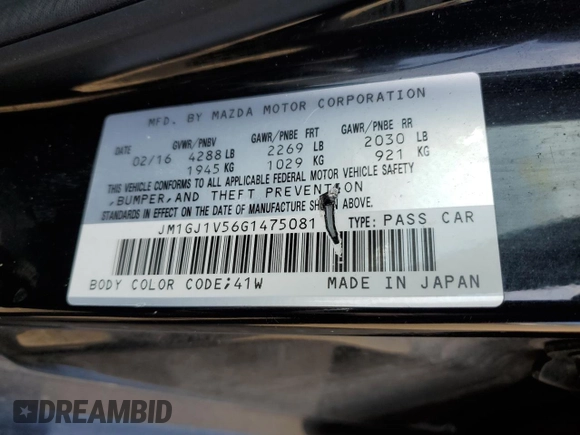 MFD. BY MAZDA MOTOR CORPORATION
DATE GVWR/PNBV GAWR/PNBE FRT GAWR/PNBE RR
02/16 4288 LB 2269 LB 2030 LB
1945 KG 1029 KG 921 KG
THIS VEHICLE CONFORMS TO ALL APPLICABLE FEDERAL MOTOR VEHICLE SAFETY
,BUMPER,AND THEFT PREVENTION
STANDARDS IN EFFECT ON THE DATE OF MANUFACTURE SHOWN ABOVE.
JM1GJ1V56G1475081 TYPE: PASS CAR
BODY COLOR CODE;41W MADE IN JAPAN
DREAMBID